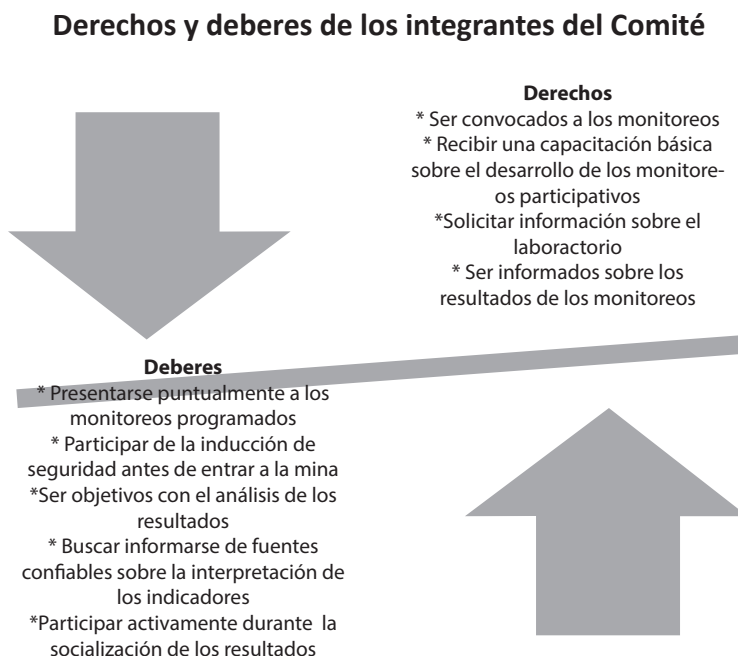 Derechos y deberes de los integrantes del Comité
Derechos
* Ser convocados a los monitoreos
* Recibir una capacitación básica
sobre el desarrollo de los monitore-
os participativos
*Solicitar información sobre el
laboractorio
* Ser informados sobre los
resultados de los monitoreos
Deberes
* Presentarse puntualmente a los
monitoreos programados
* Participar de la inducción de
seguridad antes de entrar a la mina
*Ser objetivos con el análisis de los
resultados
* Buscar informarse de fuentes
confiables sobre la interpretación de
los indicadores
*Participar activamente durante la
socialización de los resultados